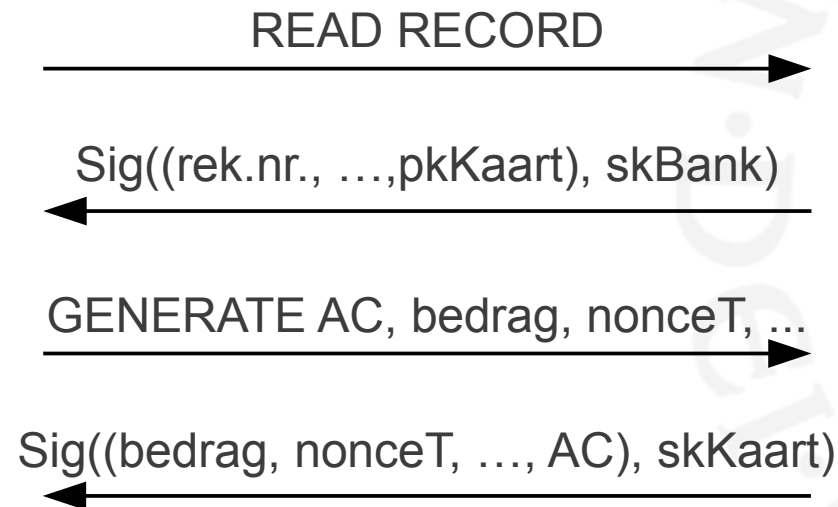 READ RECORD
Sig((rek.nr., …,pkKaart), skBank)
GENERATE AC, bedrag, nonceT, ...
Sig((bedrag, nonceT, …, AC), skKaart)